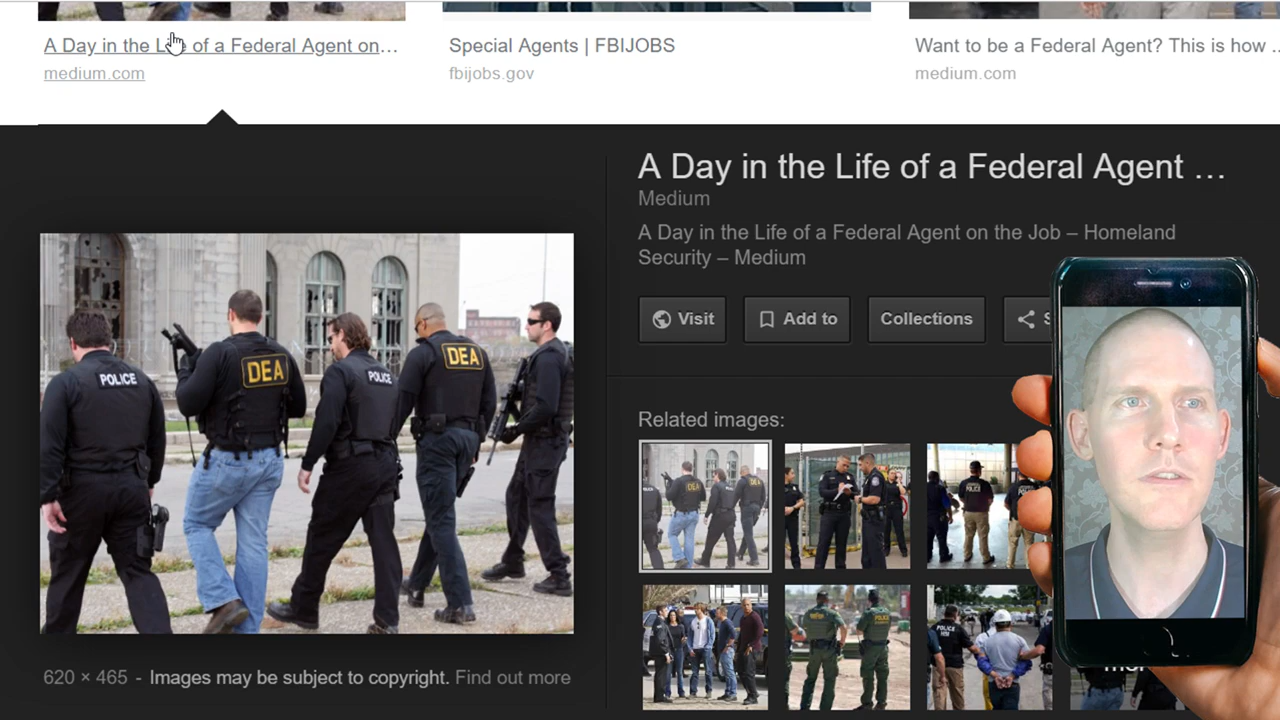 A Day in the Life of a Federal Agent on...
medium.com
Special Agents | FBIJOBS
fbijobs.gov
Want to be a Federal Agent? This is how ...
medium.com
A Day in the Life of a Federal Agent ...
Medium
A Day in the Life of a Federal Agent on the Job – Homeland
Security – Medium
Visit
Add to
Collections
S
Related images:
POLICE
DEA
POLICE
DEA
620 × 465 - Images may be subject to copyright. Find out more